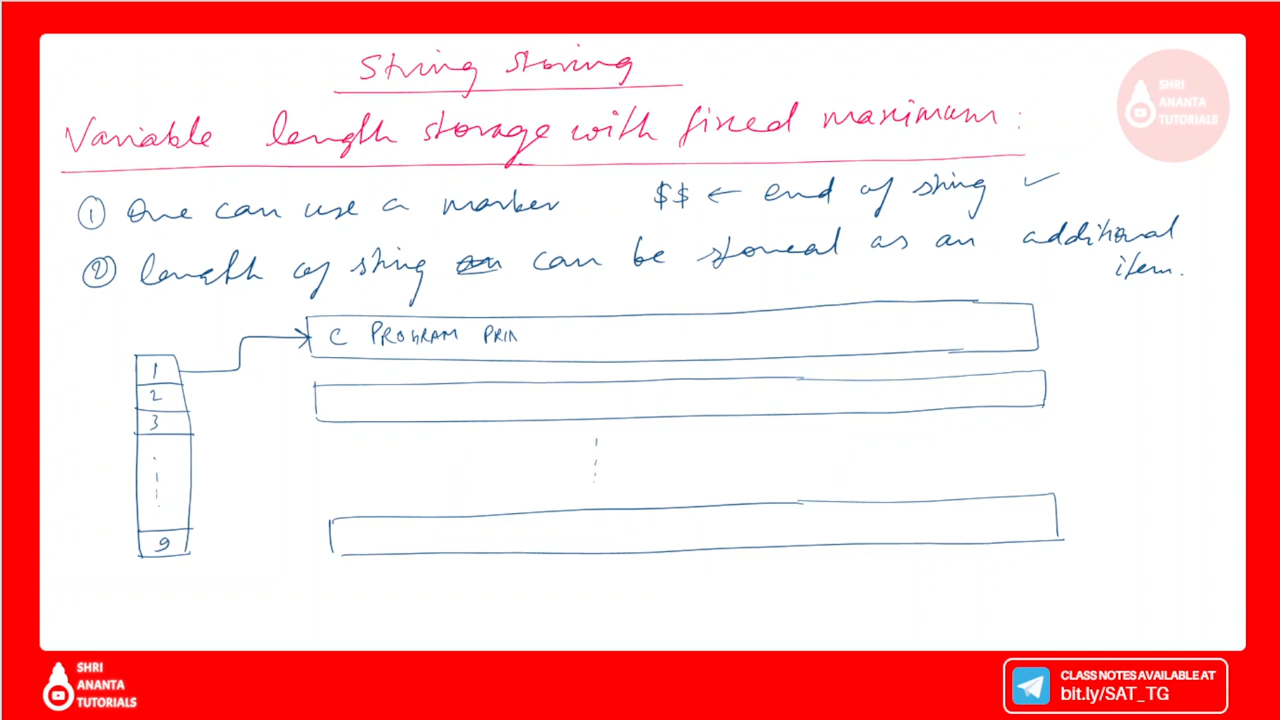 String storing
SHRI
ANANTA
TUTORIALS
Variable length storage with fixed maximum :
① One can use a marker $$ ← end of string ✓
② length of string can be stored as an additional
item.
C PROGRAM PRIN
1
2
3
9
SHRI
ANANTA
TUTORIALS
CLASS NOTES AVAILABLE AT
bit.ly/SAT_TG